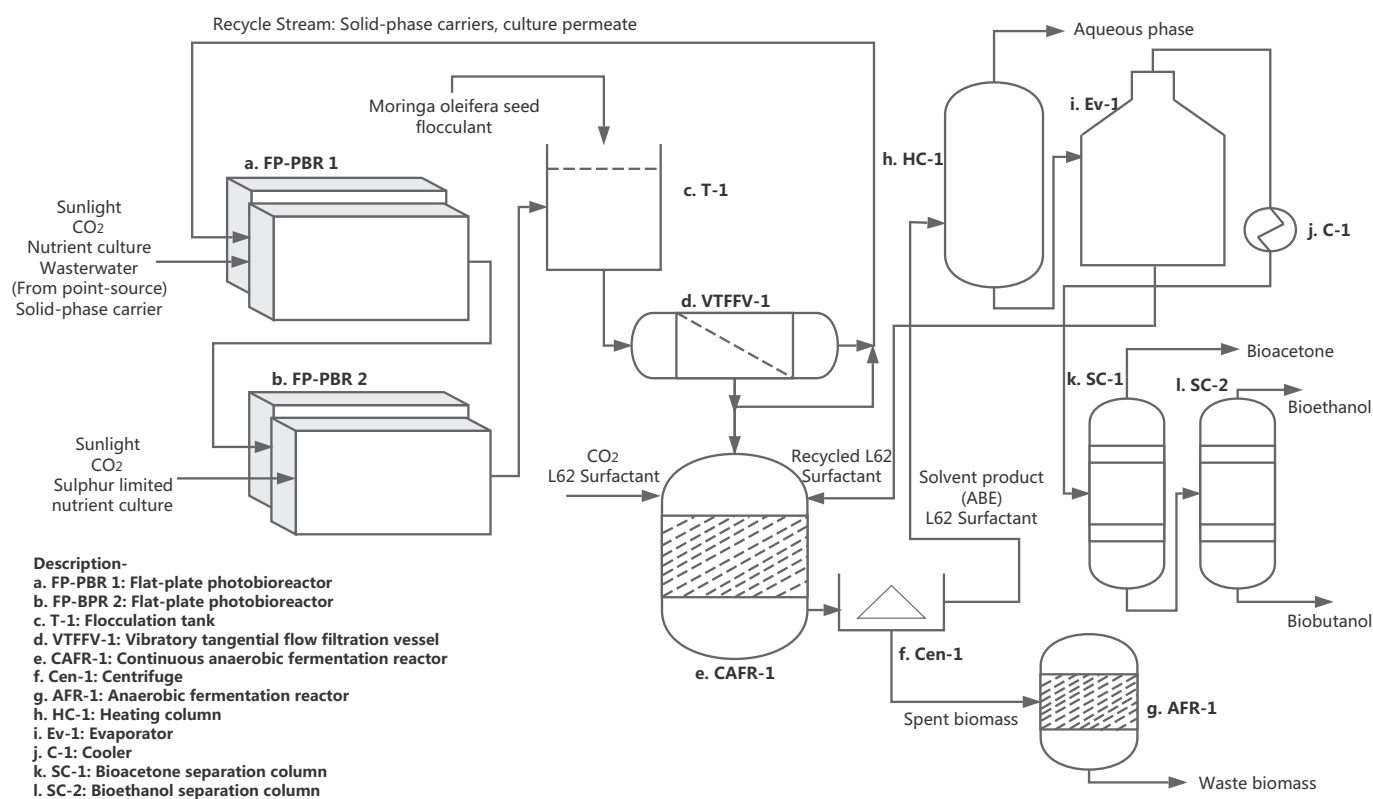 Recycle Stream: Solid-phase carriers, culture permeate
Aqueous phase
Moringa oleifera seed
flocculant
i. Ev-1
h. HC-1
a. FP-PBR 1
c. T-1
Sunlight
CO2
Nutrient culture
Wasterwater
(From point-source)
Solid-phase carrier
j. C-1
d. VTFFV-1
b. FP-PBR 2
k. SC-1
Bioacetone
l. SC-2
Bioethanol
Sunlight
CO2
Sulphur limited
nutrient culture
CO2
L62 Surfactant
Recycled L62
Surfactant
Solvent product
(ABE)
L62 Surfactant
Biobutanol
e. CAFR-1
f. Cen-1
Spent biomass
g. AFR-1
Waste biomass
Description-
a. FP-PBR 1: Flat-plate photobioreactor
b. FP-BPR 2: Flat-plate photobioreactor
c. T-1: Flocculation tank
d. VTFFV-1: Vibratory tangential flow filtration vessel
e. CAFR-1: Continuous anaerobic fermentation reactor
f. Cen-1: Centrifuge
g. AFR-1: Anaerobic fermentation reactor
h. HC-1: Heating column
i. Ev-1: Evaporator
j. C-1: Cooler
k. SC-1: Bioacetone separation column
l. SC-2: Bioethanol separation column